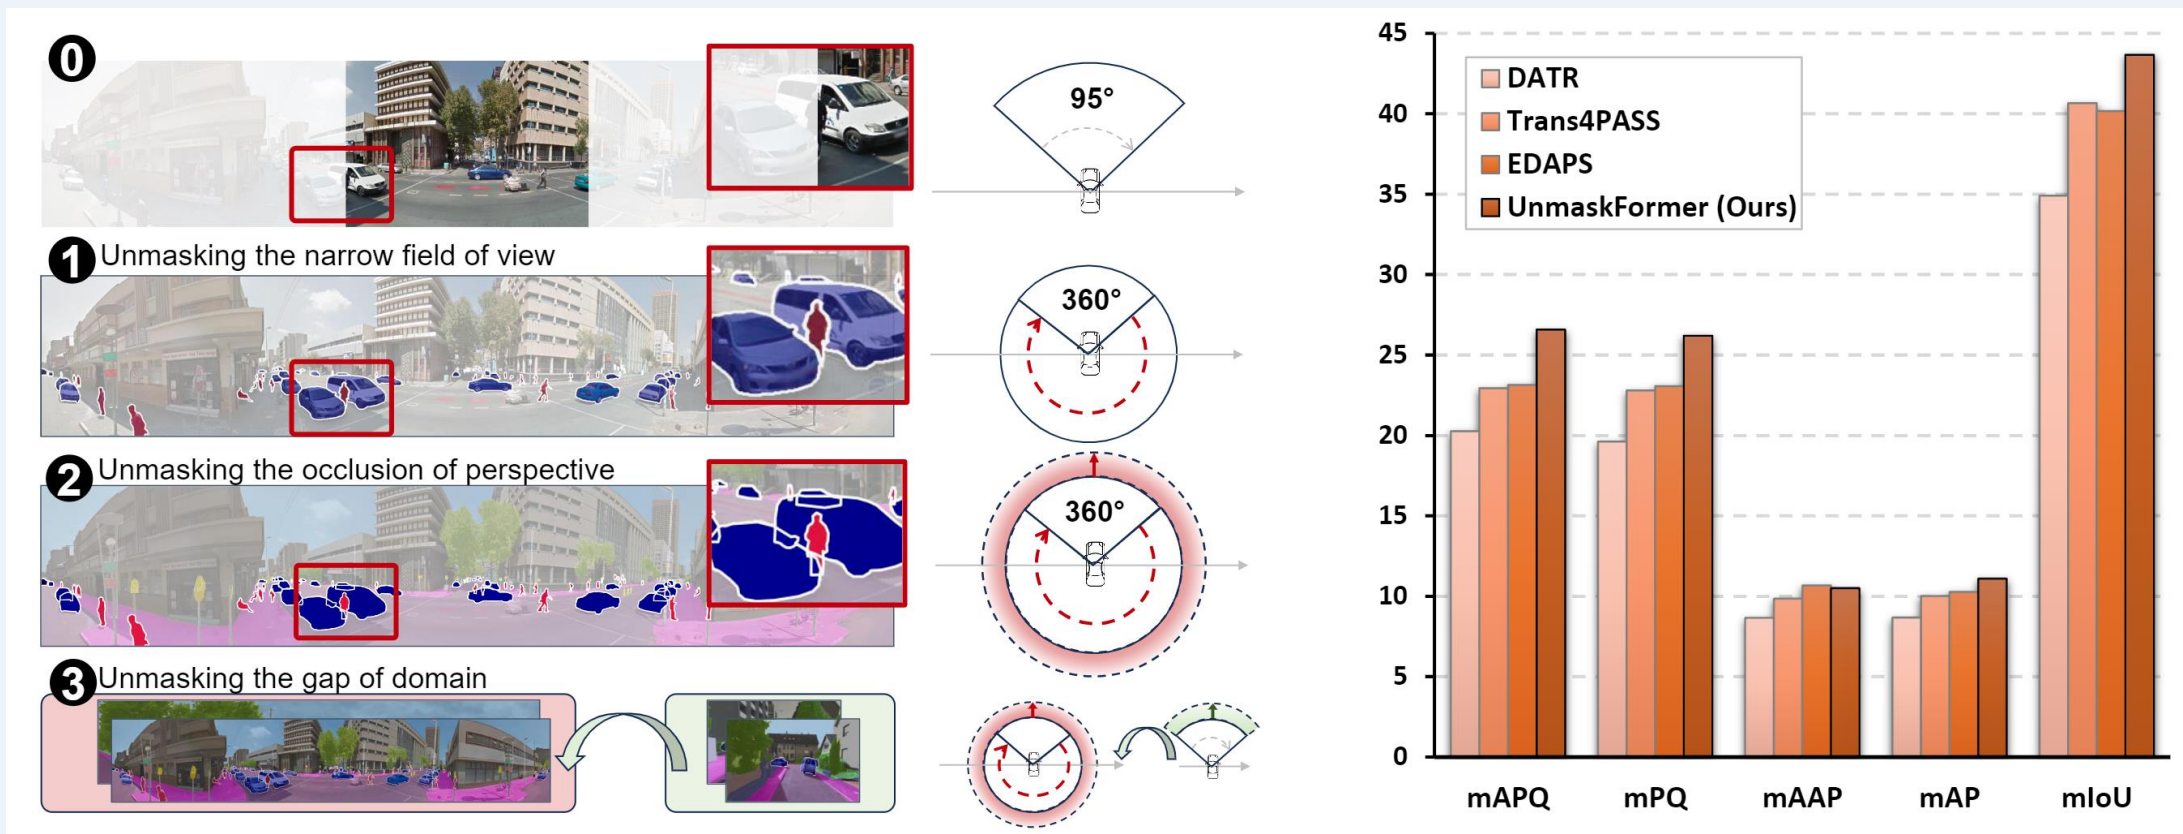 0
95°
1 Unmasking the narrow field of view
360°
2 Unmasking the occlusion of perspective
360°
3 Unmasking the gap of domain
45
40
35
30
25
20
15
10
5
0
DATR
Trans4PASS
EDAPS
UnmaskFormer (Ours)
mAPQ mPQ mAAP mAP mIoU